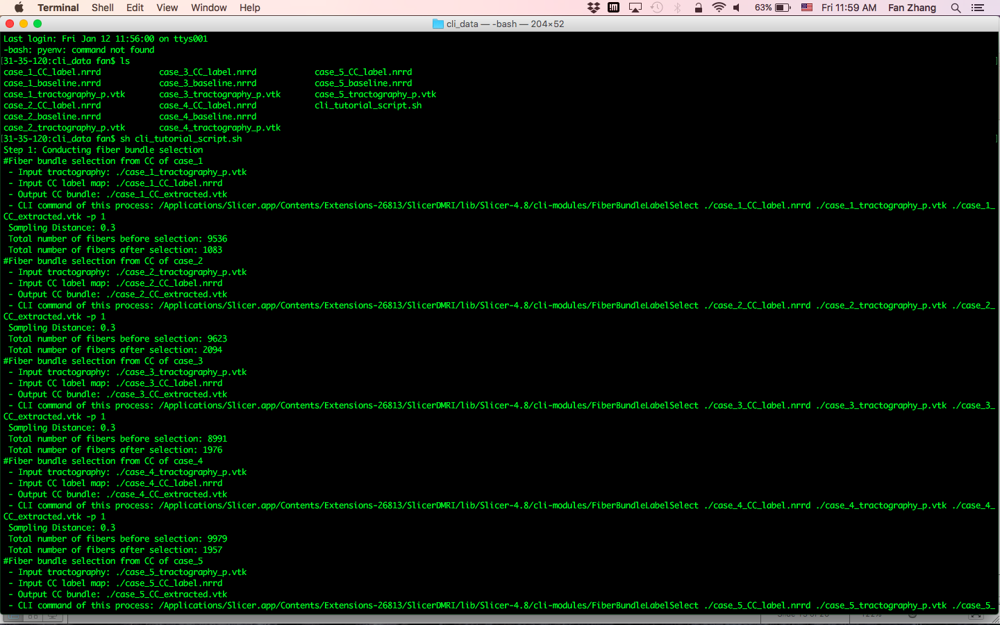 Terminal Shell Edit View Window Help 63% Fri 11:59 AM Fan Zhang
cli_data — -bash — 204×52
Last login: Fri Jan 12 11:56:00 on ttys001
-bash: pyenv: command not found
[31-35-120:cli_data fan$ ls ]
case_1_CC_label.nrrd case_3_CC_label.nrrd case_5_CC_label.nrrd
case_1_baseline.nrrd case_3_baseline.nrrd case_5_baseline.nrrd
case_1_tractography_p.vtk case_3_tractography_p.vtk case_5_tractography_p.vtk
case_2_CC_label.nrrd case_4_CC_label.nrrd cli_tutorial_script.sh
case_2_baseline.nrrd case_4_baseline.nrrd
case_2_tractography_p.vtk case_4_tractography_p.vtk
[31-35-120:cli_data fan$ sh cli_tutorial_script.sh ]
Step 1: Conducting fiber bundle selection
#Fiber bundle selection from CC of case_1
- Input tractography: ./case_1_tractography_p.vtk
- Input CC label map: ./case_1_CC_label.nrrd
- Output CC bundle: ./case_1_CC_extracted.vtk
- CLI command of this process: /Applications/Slicer.app/Contents/Extensions-26813/SlicerDMRI/lib/Slicer-4.8/cli-modules/FiberBundleLabelSelect ./case_1_CC_label.nrrd ./case_1_tractography_p.vtk ./case_1_
CC_extracted.vtk -p 1
Sampling Distance: 0.3
Total number of fibers before selection: 9536
Total number of fibers after selection: 1083
#Fiber bundle selection from CC of case_2
- Input tractography: ./case_2_tractography_p.vtk
- Input CC label map: ./case_2_CC_label.nrrd
- Output CC bundle: ./case_2_CC_extracted.vtk
- CLI command of this process: /Applications/Slicer.app/Contents/Extensions-26813/SlicerDMRI/lib/Slicer-4.8/cli-modules/FiberBundleLabelSelect ./case_2_CC_label.nrrd ./case_2_tractography_p.vtk ./case_2_
CC_extracted.vtk -p 1
Sampling Distance: 0.3
Total number of fibers before selection: 9623
Total number of fibers after selection: 2094
#Fiber bundle selection from CC of case_3
- Input tractography: ./case_3_tractography_p.vtk
- Input CC label map: ./case_3_CC_label.nrrd
- Output CC bundle: ./case_3_CC_extracted.vtk
- CLI command of this process: /Applications/Slicer.app/Contents/Extensions-26813/SlicerDMRI/lib/Slicer-4.8/cli-modules/FiberBundleLabelSelect ./case_3_CC_label.nrrd ./case_3_tractography_p.vtk ./case_3_
CC_extracted.vtk -p 1
Sampling Distance: 0.3
Total number of fibers before selection: 8991
Total number of fibers after selection: 1976
#Fiber bundle selection from CC of case_4
- Input tractography: ./case_4_tractography_p.vtk
- Input CC label map: ./case_4_CC_label.nrrd
- Output CC bundle: ./case_4_CC_extracted.vtk
- CLI command of this process: /Applications/Slicer.app/Contents/Extensions-26813/SlicerDMRI/lib/Slicer-4.8/cli-modules/FiberBundleLabelSelect ./case_4_CC_label.nrrd ./case_4_tractography_p.vtk ./case_4_
CC_extracted.vtk -p 1
Sampling Distance: 0.3
Total number of fibers before selection: 9979
Total number of fibers after selection: 1957
#Fiber bundle selection from CC of case_5
- Input tractography: ./case_5_tractography_p.vtk
- Input CC label map: ./case_5_CC_label.nrrd
- Output CC bundle: ./case_5_CC_extracted.vtk
- CLI command of this process: /Applications/Slicer.app/Contents/Extensions-26813/SlicerDMRI/lib/Slicer-4.8/cli-modules/FiberBundleLabelSelect ./case_5_CC_label.nrrd ./case_5_tractography_p.vtk ./case_5_